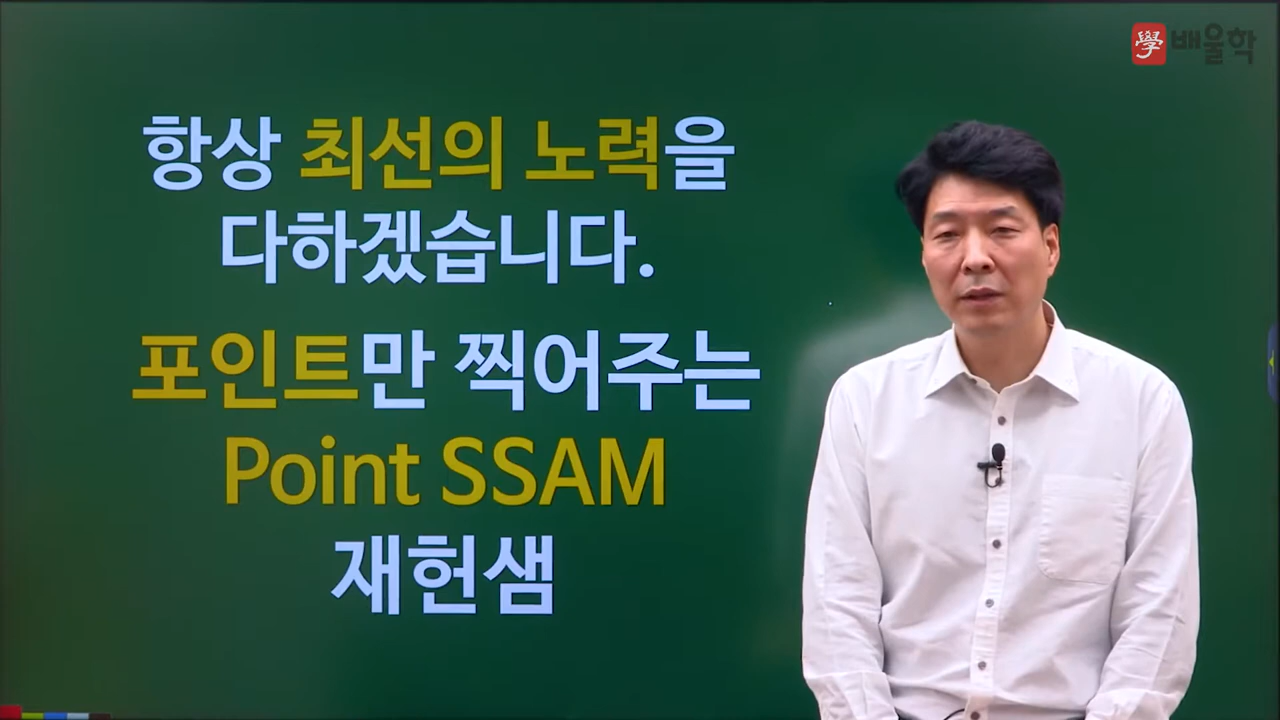 學 배울학
항상 최선의 노력을
다하겠습니다.
포인트만 찍어주는
Point SSAM
재헌샘